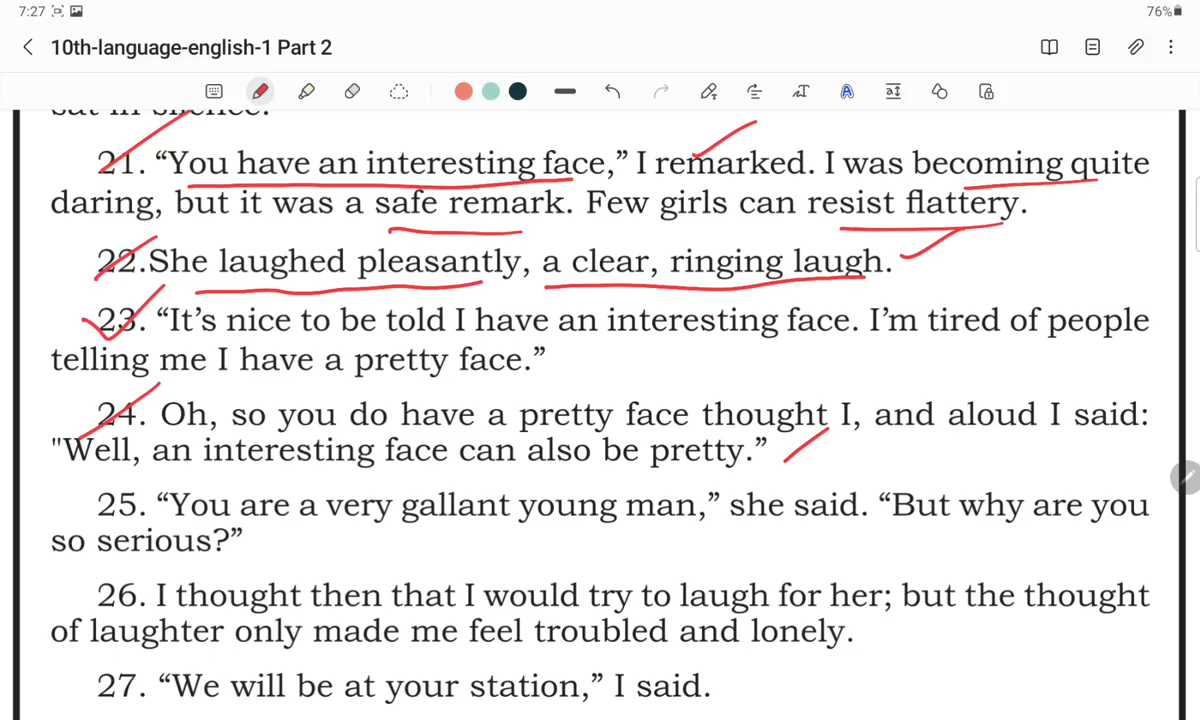 7:27
76%
10th-language-english-1 Part 2
sat in silence.
21. “You have an interesting face,” I remarked. I was becoming quite
daring, but it was a safe remark. Few girls can resist flattery.
22.She laughed pleasantly, a clear, ringing laugh.
23. “It’s nice to be told I have an interesting face. I’m tired of people
telling me I have a pretty face.”
24. Oh, so you do have a pretty face thought I, and aloud I said:
"Well, an interesting face can also be pretty.”
25. “You are a very gallant young man,” she said. “But why are you
so serious?”
26. I thought then that I would try to laugh for her; but the thought
of laughter only made me feel troubled and lonely.
27. “We will be at your station,” I said.